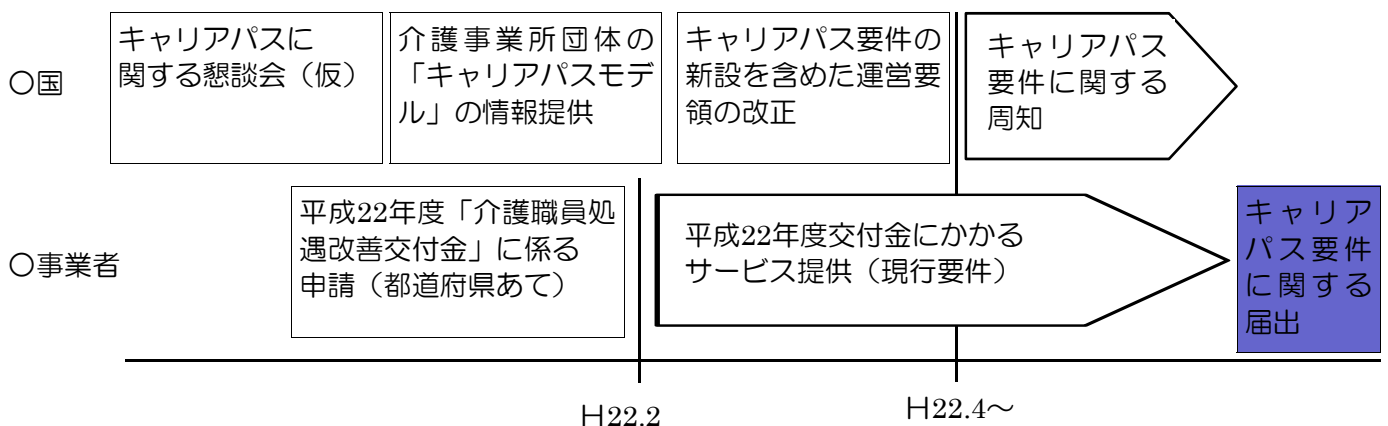 〇国
キャリアパスに
関する懇談会（仮）
介護事業所団体の
「キャリアパスモデ
ル」の情報提供
キャリアパス要件の
新設を含めた運営要
領の改正
キャリアパス
要件に関する
周知
〇事業者
平成22年度「介護職員処
遇改善交付金」に係る
申請（都道府県あて）
平成22年度交付金にかかる
サービス提供（現行要件）
キャリア
パス要件
に関する
届出
H22.2
H22.4～